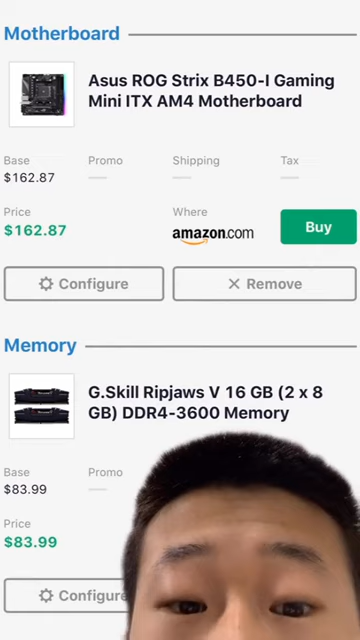 Motherboard
Asus ROG Strix B450-I Gaming
Mini ITX AM4 Motherboard
Base Promo Shipping Tax
$162.87 — — —
Price Where
$162.87 amazon.com Buy
Configure Remove
Memory
G.Skill Ripjaws V 16 GB (2 x 8
GB) DDR4-3600 Memory
Base Promo
$83.99 —
Price
$83.99
Configure